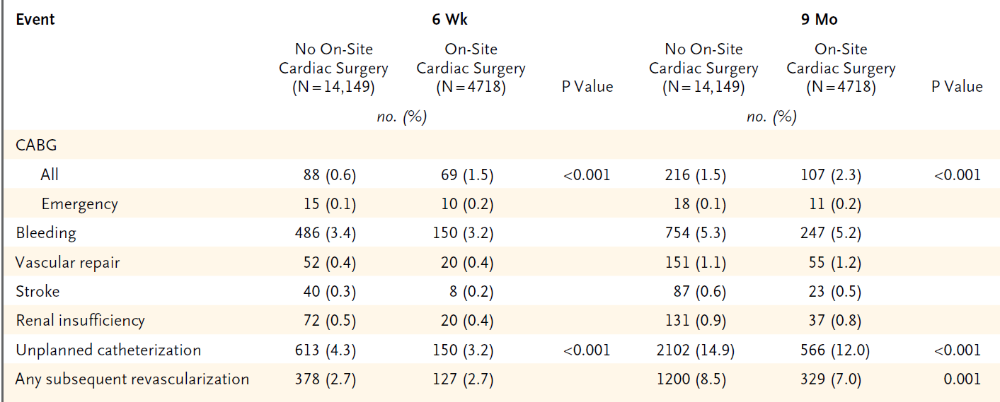 Event 6 Wk 9 Mo
No On-Site On-Site No On-Site On-Site
Cardiac Surgery Cardiac Surgery Cardiac Surgery Cardiac Surgery
(N=14,149) (N=4718) P Value (N=14,149) (N=4718) P Value
no. (%) no. (%)
CABG
All 88 (0.6) 69 (1.5) <0.001 216 (1.5) 107 (2.3) <0.001
Emergency 15 (0.1) 10 (0.2) 18 (0.1) 11 (0.2)
Bleeding 486 (3.4) 150 (3.2) 754 (5.3) 247 (5.2)
Vascular repair 52 (0.4) 20 (0.4) 151 (1.1) 55 (1.2)
Stroke 40 (0.3) 8 (0.2) 87 (0.6) 23 (0.5)
Renal insufficiency 72 (0.5) 20 (0.4) 131 (0.9) 37 (0.8)
Unplanned catheterization 613 (4.3) 150 (3.2) <0.001 2102 (14.9) 566 (12.0) <0.001
Any subsequent revascularization 378 (2.7) 127 (2.7) 1200 (8.5) 329 (7.0) 0.001